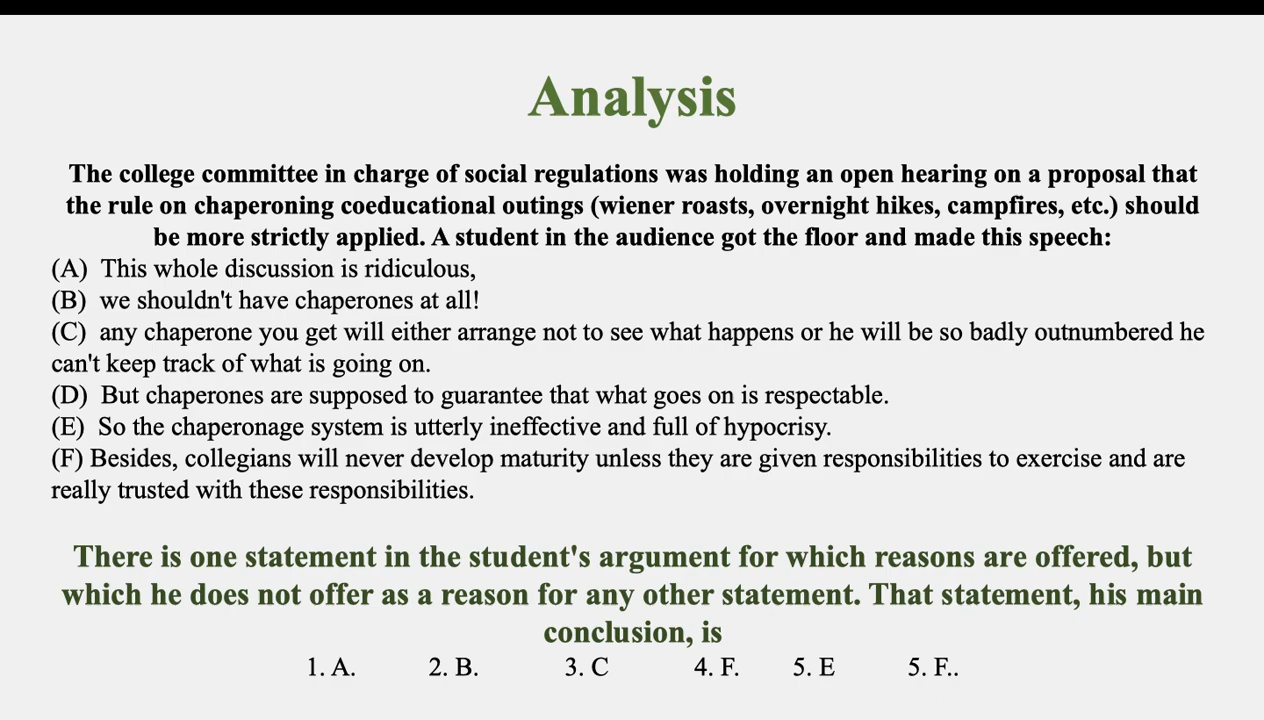 Analysis
The college committee in charge of social regulations was holding an open hearing on a proposal that
the rule on chaperoning coeducational outings (wiener roasts, overnight hikes, campfires, etc.) should
be more strictly applied. A student in the audience got the floor and made this speech:
(A) This whole discussion is ridiculous,
(B) we shouldn't have chaperones at all!
(C) any chaperone you get will either arrange not to see what happens or he will be so badly outnumbered he
can't keep track of what is going on.
(D) But chaperones are supposed to guarantee that what goes on is respectable.
(E) So the chaperonage system is utterly ineffective and full of hypocrisy.
(F) Besides, collegians will never develop maturity unless they are given responsibilities to exercise and are
really trusted with these responsibilities.
There is one statement in the student's argument for which reasons are offered, but
which he does not offer as a reason for any other statement. That statement, his main
conclusion, is
1. A. 2. B. 3. C 4. F. 5. E 5. F..